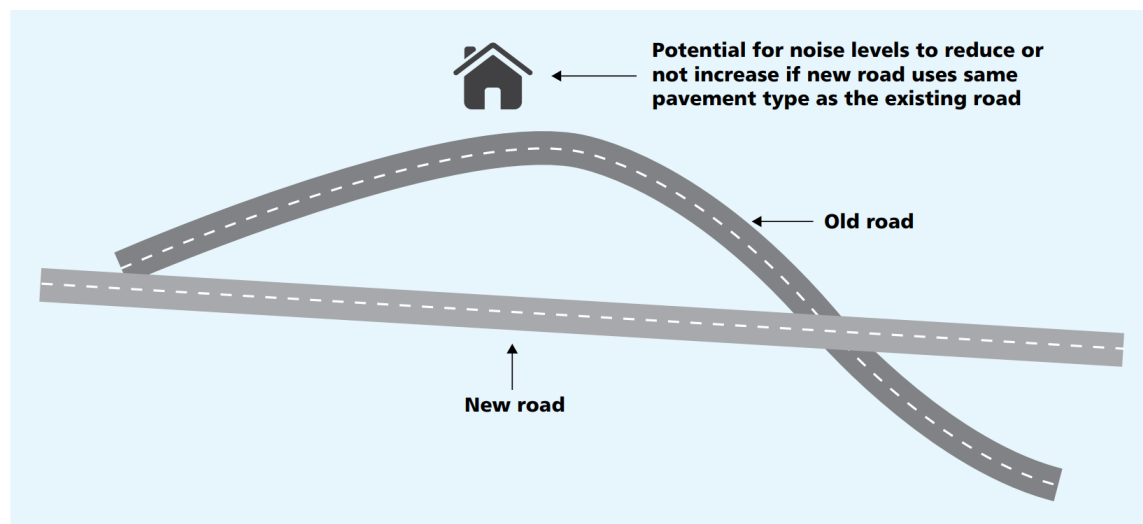 Potential for noise levels to reduce or
not increase if new road uses same
pavement type as the existing road
Old road
New road